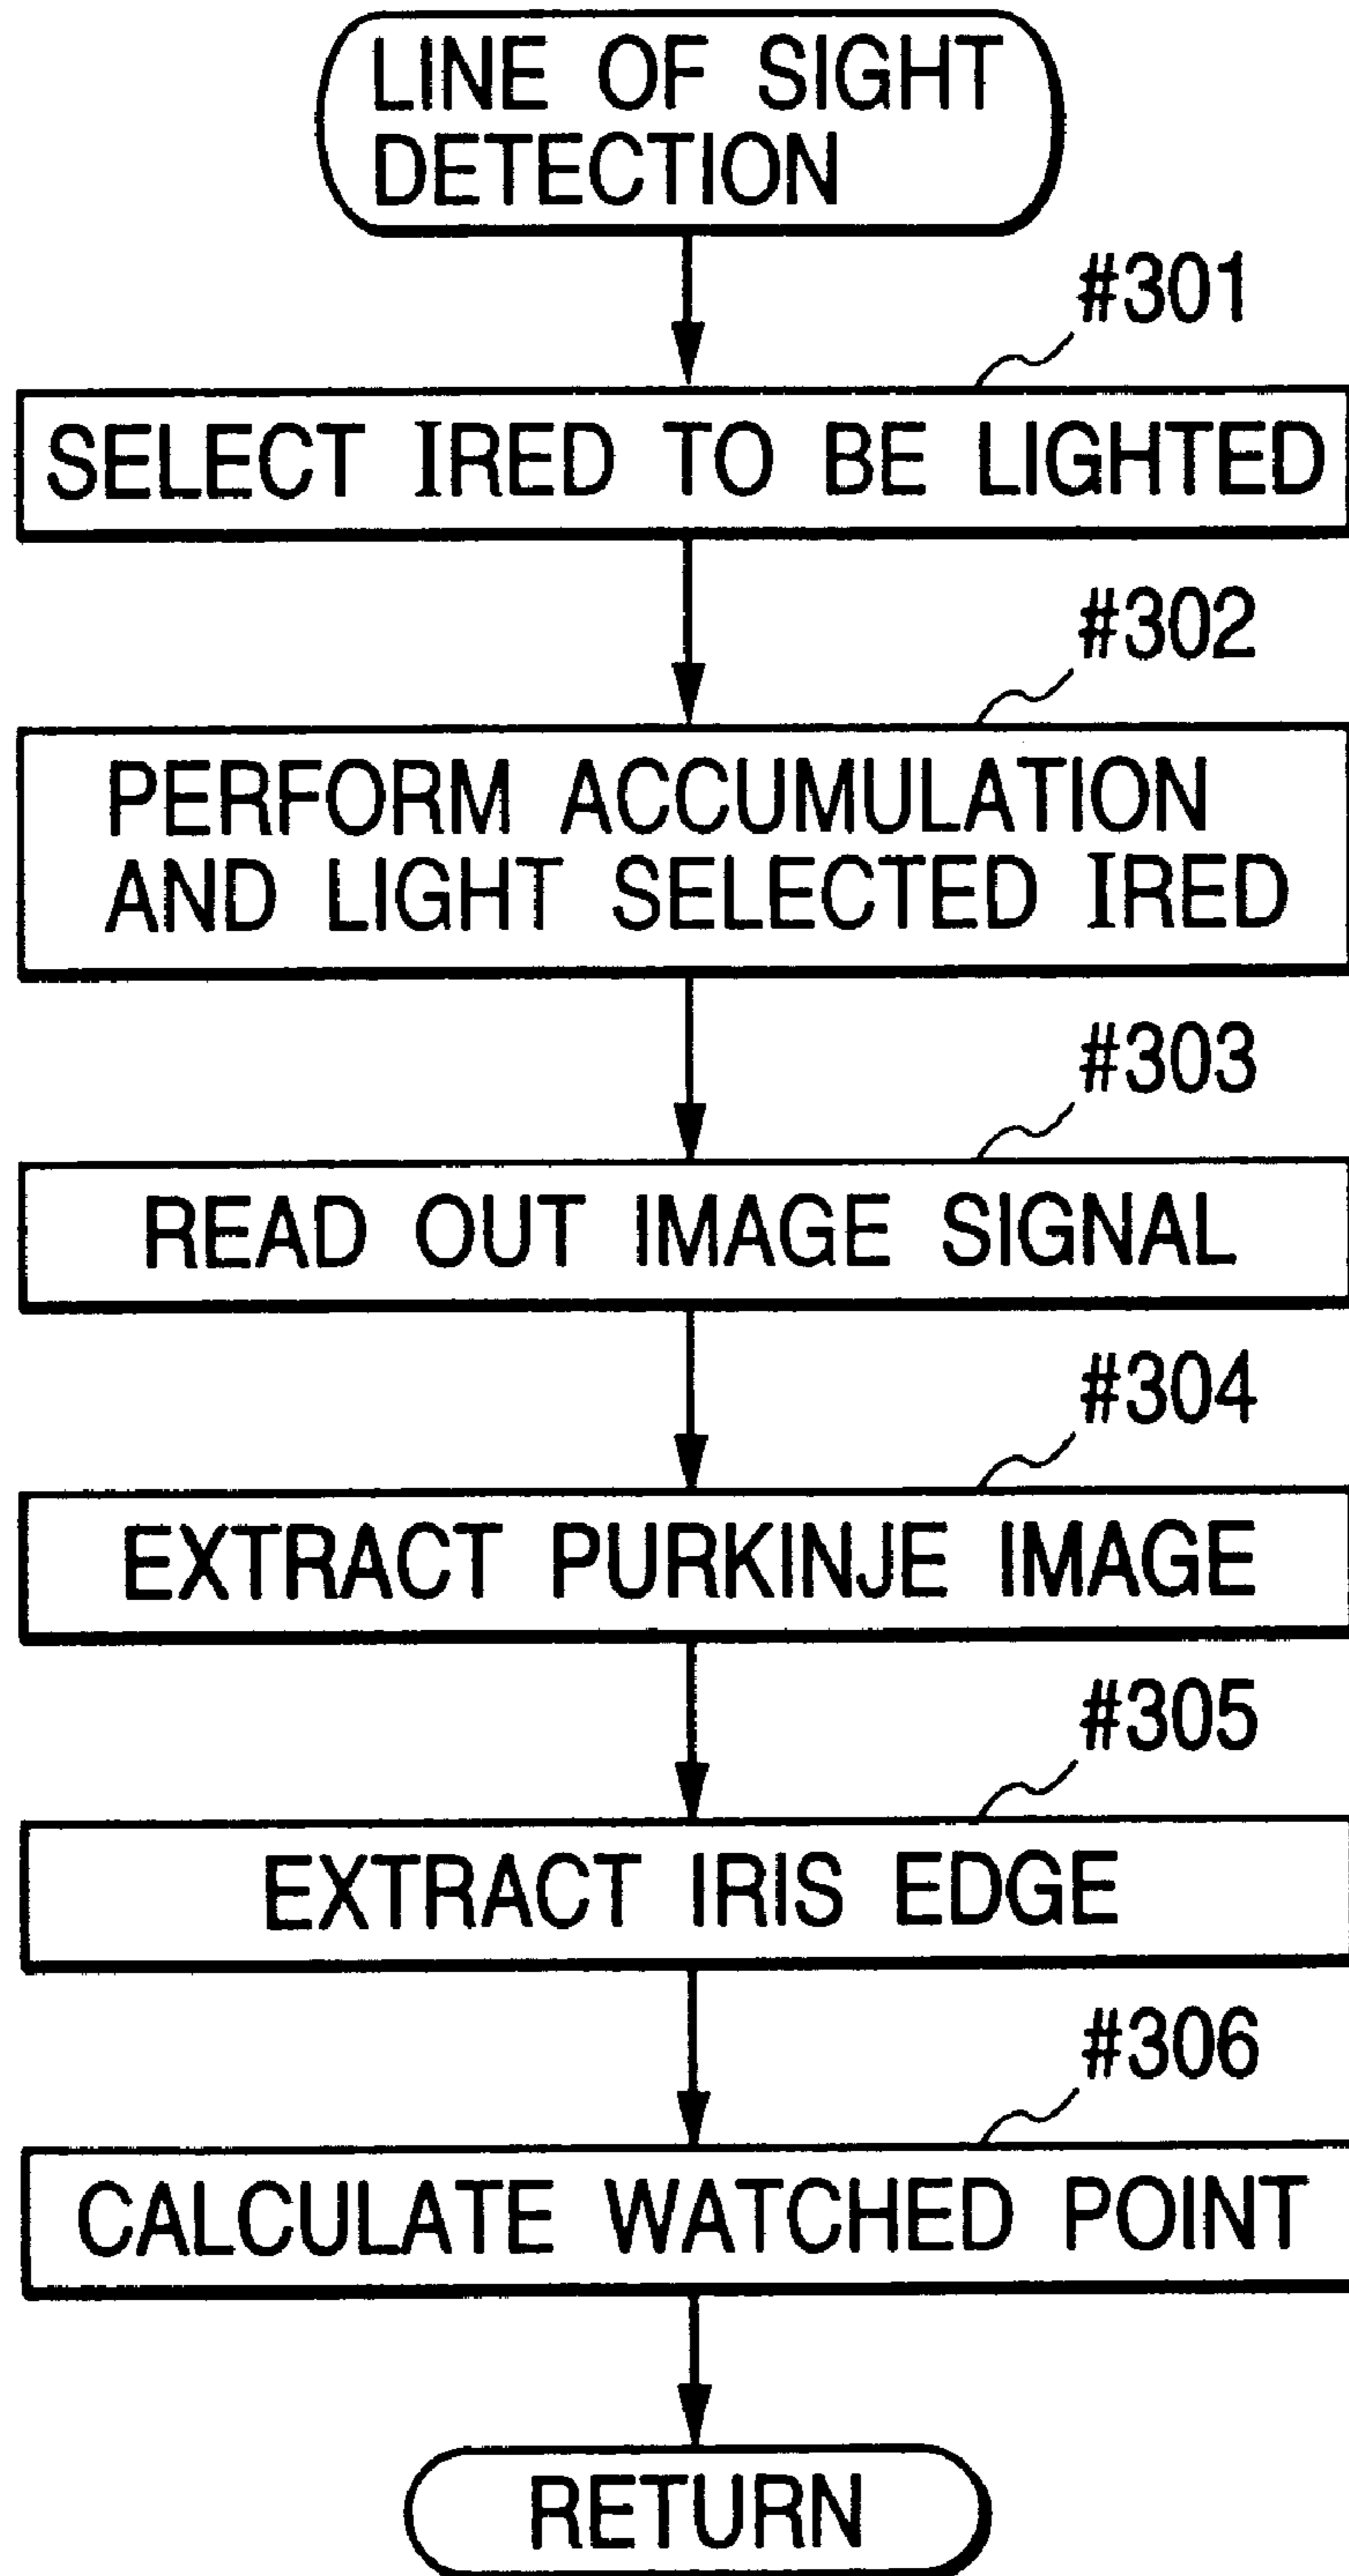 LINE OF SIGHT
DETECTION
#301
SELECT IRED TO BE LIGHTED
#302
PERFORM ACCUMULATION
AND LIGHT SELECTED IRED
#303
READ OUT IMAGE SIGNAL
#304
EXTRACT PURKINJE IMAGE
#305
EXTRACT IRIS EDGE
#306
CALCULATE WATCHED POINT
RETURN